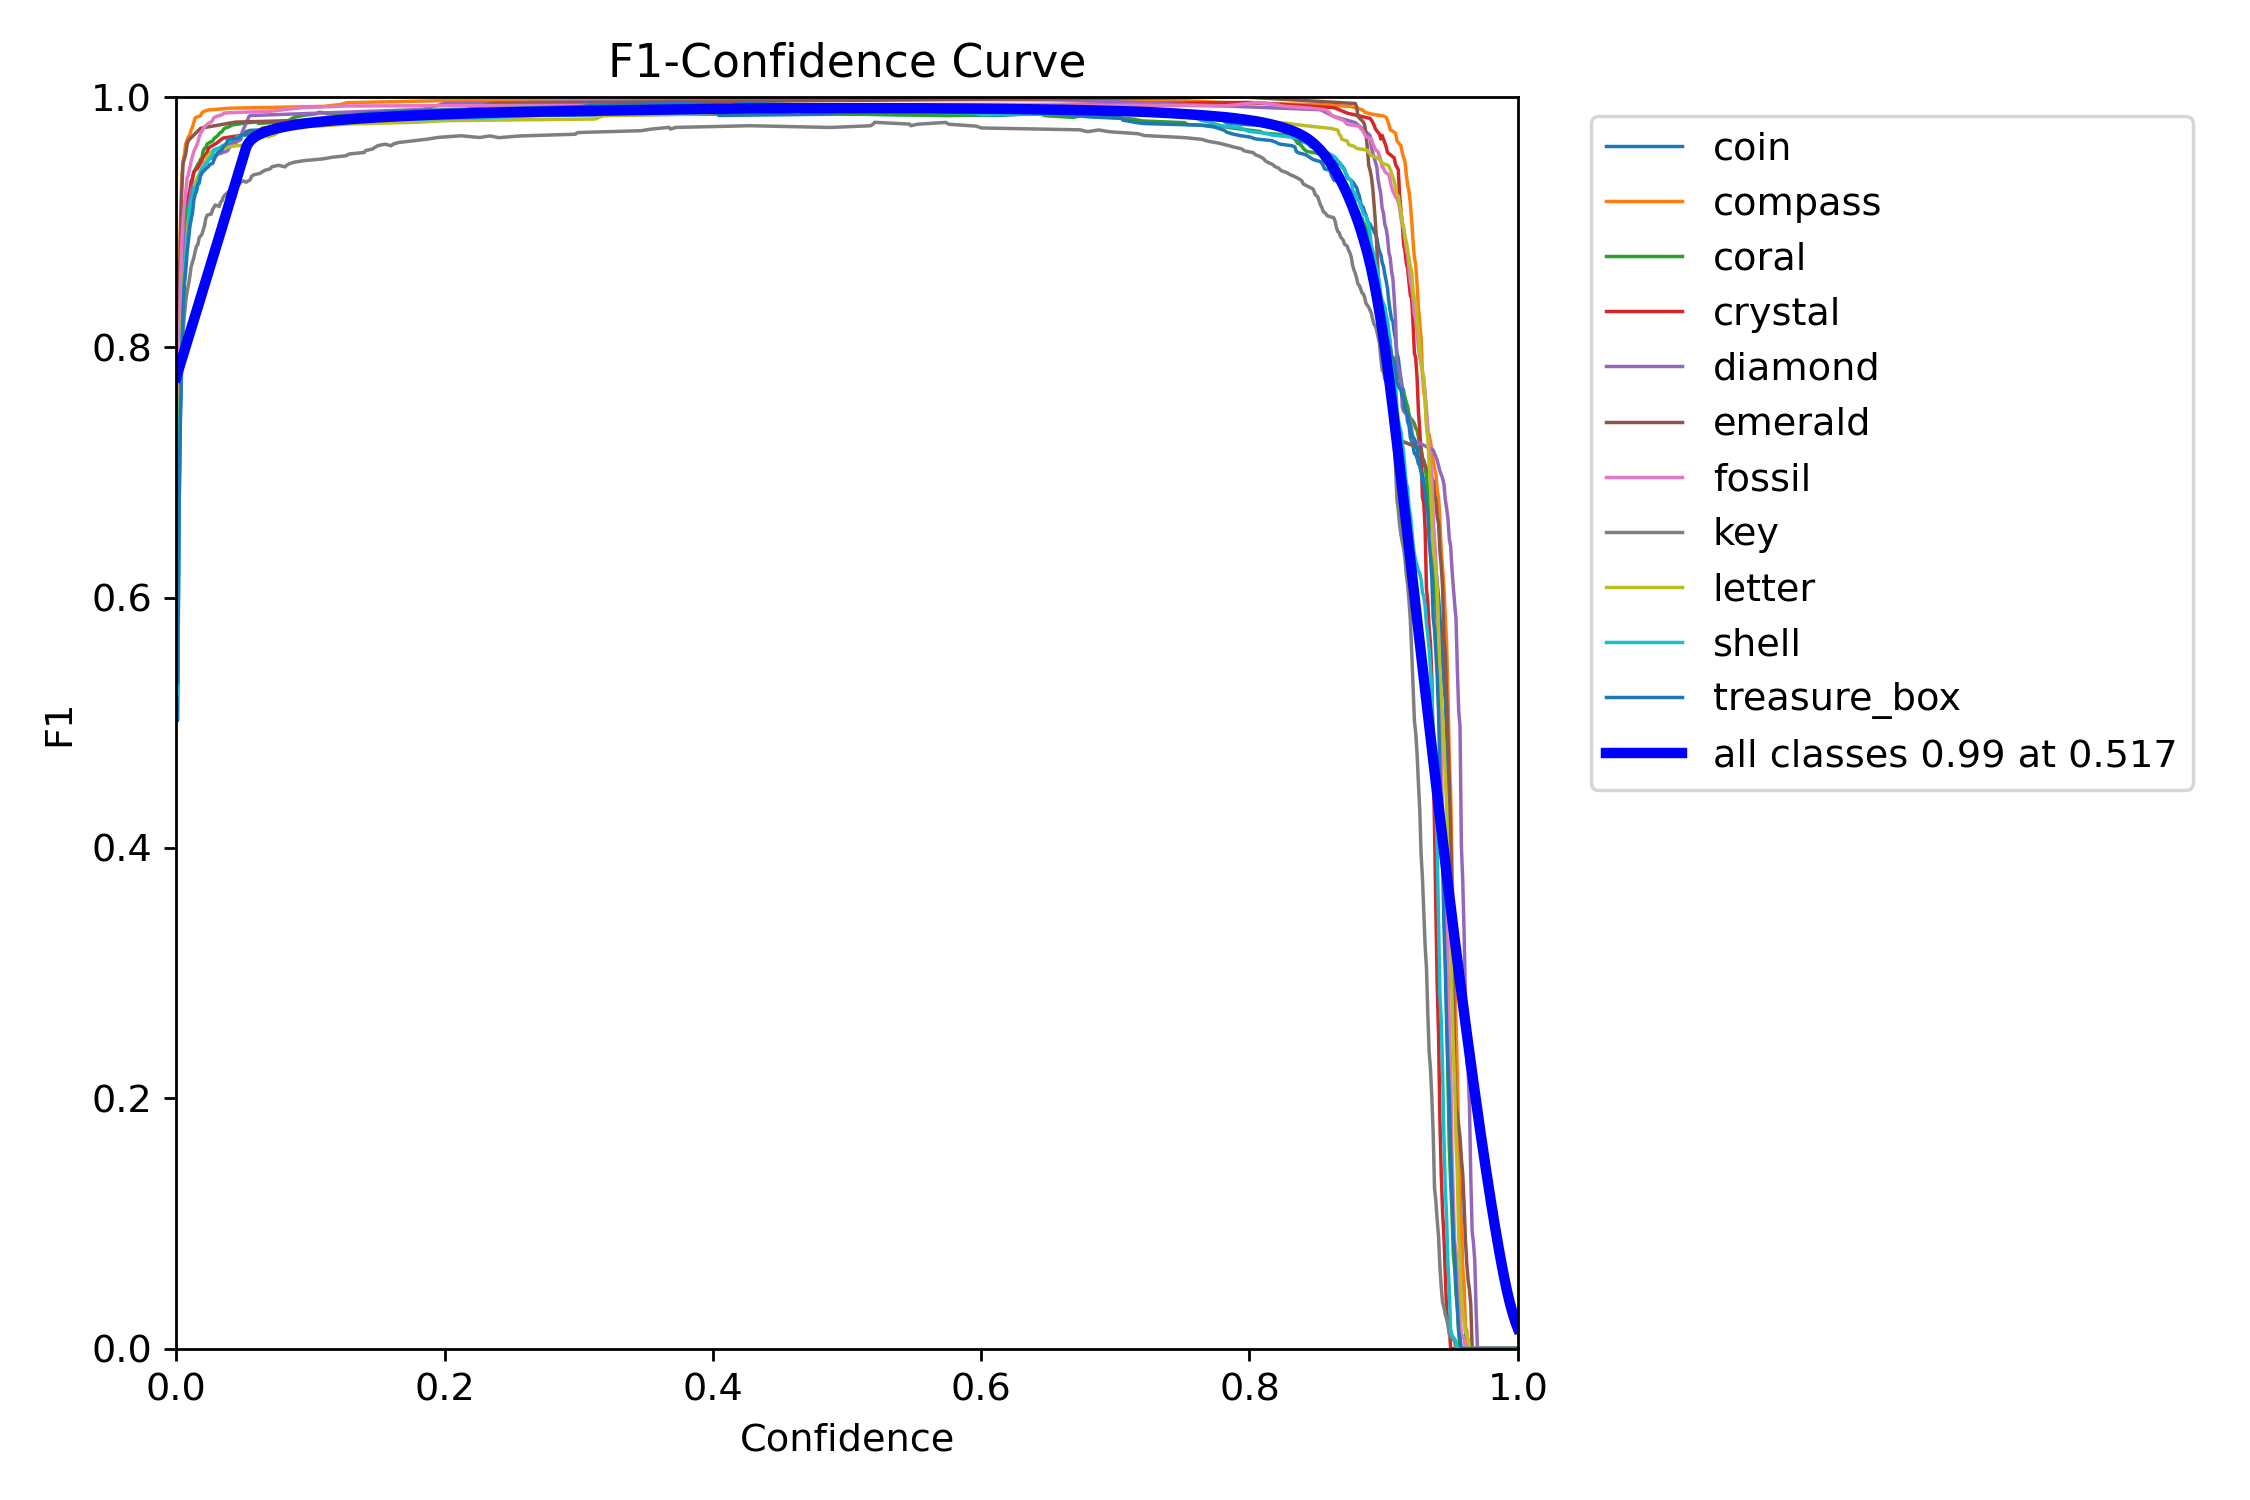 F1-Confidence Curve
1.0
0.8
0.6
0.4
0.2
0.0
F1
0.0 0.2 0.4 0.6 0.8 1.0
Confidence
coin
compass
coral
crystal
diamond
emerald
fossil
key
letter
shell
treasure_box
all classes 0.99 at 0.517